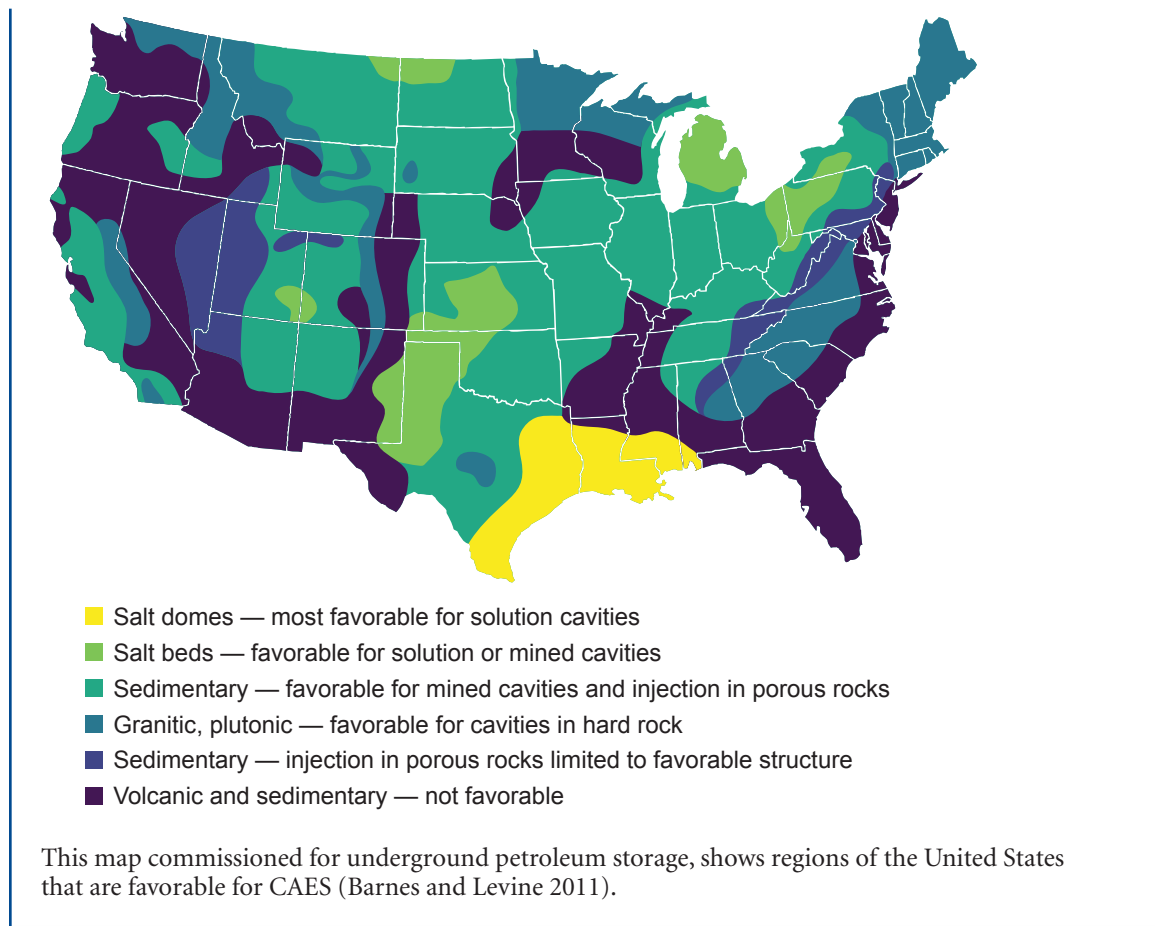 Salt domes — most favorable for solution cavities
Salt beds — favorable for solution or mined cavities
Sedimentary — favorable for mined cavities and injection in porous rocks
Granitic, plutonic — favorable for cavities in hard rock
Sedimentary — injection in porous rocks limited to favorable structure
Volcanic and sedimentary — not favorable
This map commissioned for underground petroleum storage, shows regions of the United States
that are favorable for CAES (Barnes and Levine 2011).